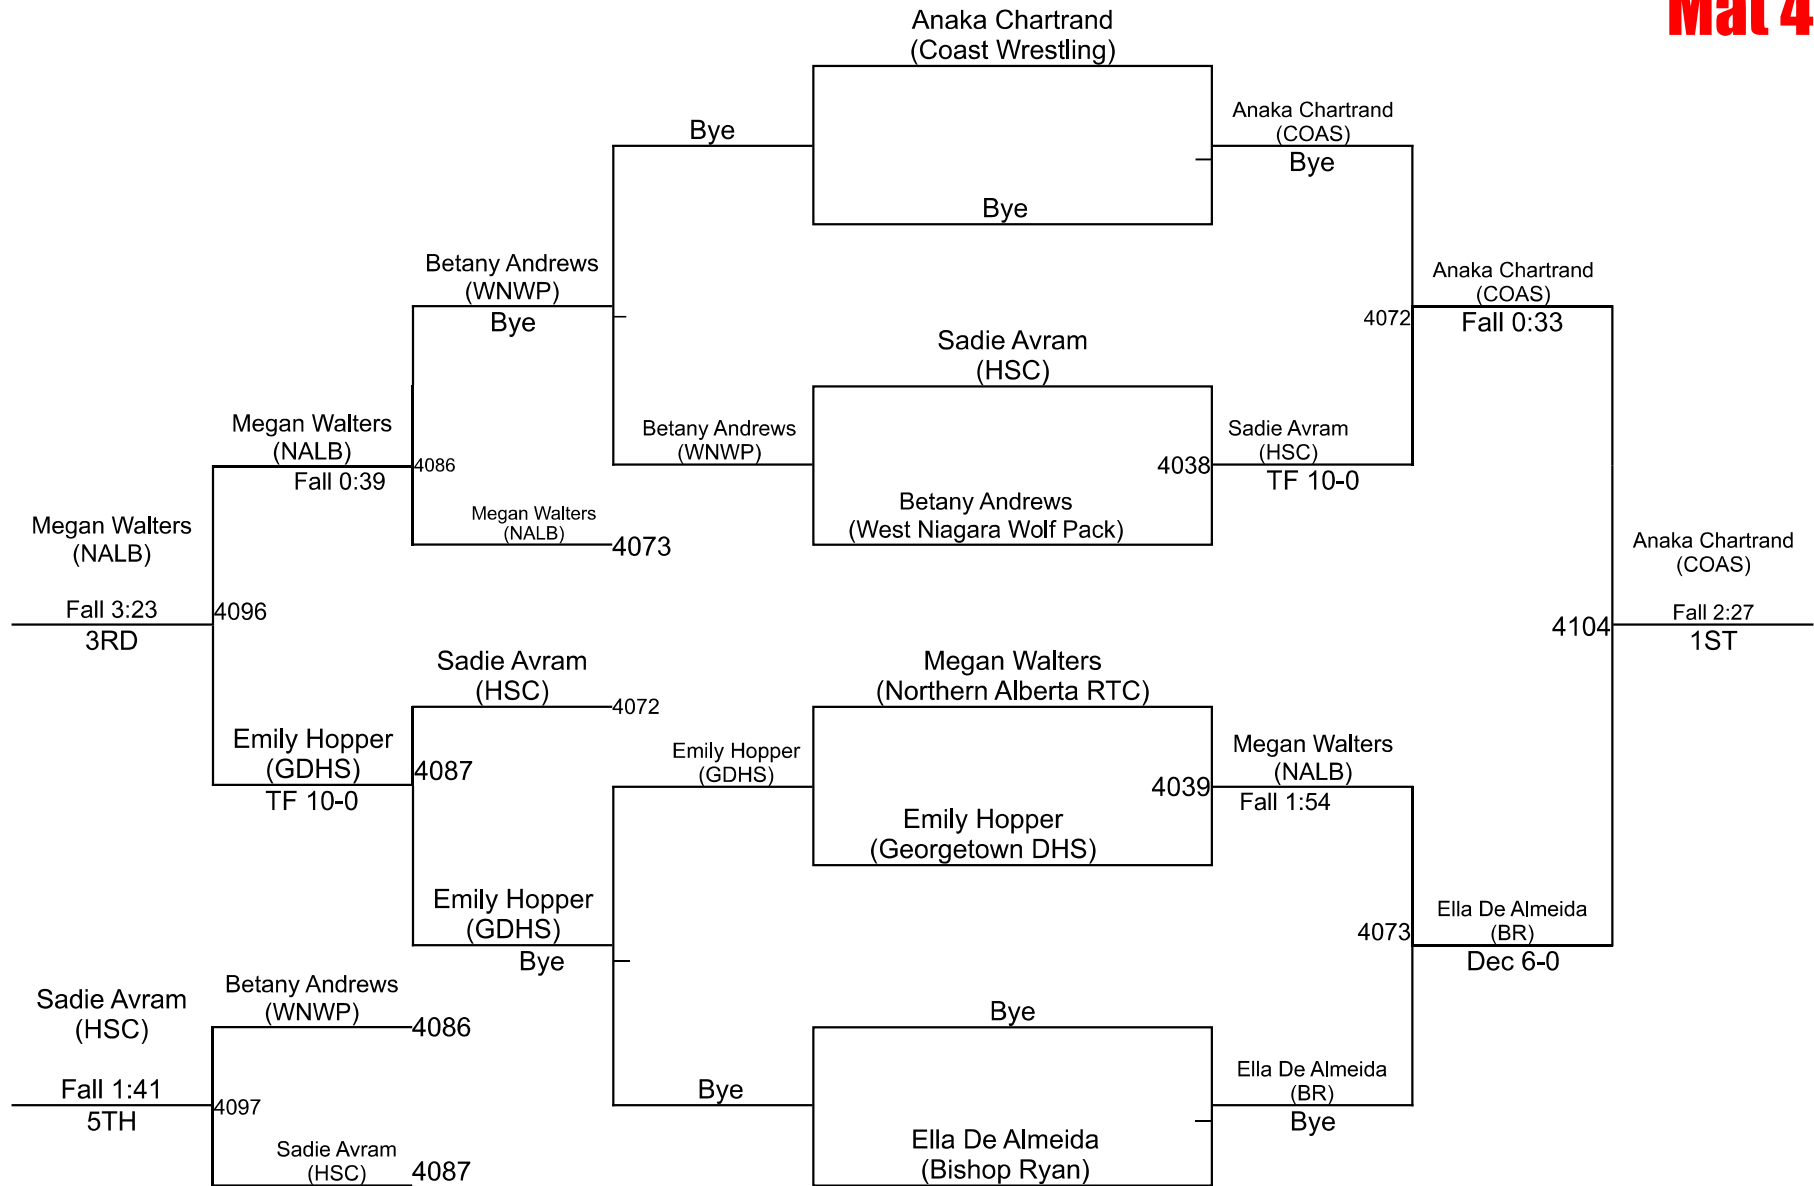 Mat 4
Anaka Chartrand
(Coast Wrestling)
Bye
Anaka Chartrand
(COAS)
Bye
Bye
Betany Andrews
(WNWP)
Bye
Anaka Chartrand
(COAS)
Fall 0:33
4072
Sadie Avram
(HSC)
Betany Andrews
(WNWP)
4038
Sadie Avram
(HSC)
TF 10-0
Betany Andrews
(West Niagara Wolf Pack)
Megan Walters
(NALB)
Fall 0:39
4086
Megan Walters
(NALB)
4073
Megan Walters
(NALB)
Fall 3:23
3RD
4096
Anaka Chartrand
(COAS)
Fall 2:27
1ST
4104
Sadie Avram
(HSC)
4072
Megan Walters
(Northern Alberta RTC)
Emily Hopper
(GDHS)
TF 10-0
4087
Emily Hopper
(GDHS)
4039
Megan Walters
(NALB)
Fall 1:54
Emily Hopper
(Georgetown DHS)
Emily Hopper
(GDHS)
Bye
4073
Ella De Almeida
(BR)
Dec 6-0
Sadie Avram
(HSC)
Fall 1:41
5TH
Betany Andrews
(WNWP)
4086
4097
Sadie Avram
(HSC)
4087
Bye
Bye
Ella De Almeida
(BR)
Bye
Ella De Almeida
(Bishop Ryan)